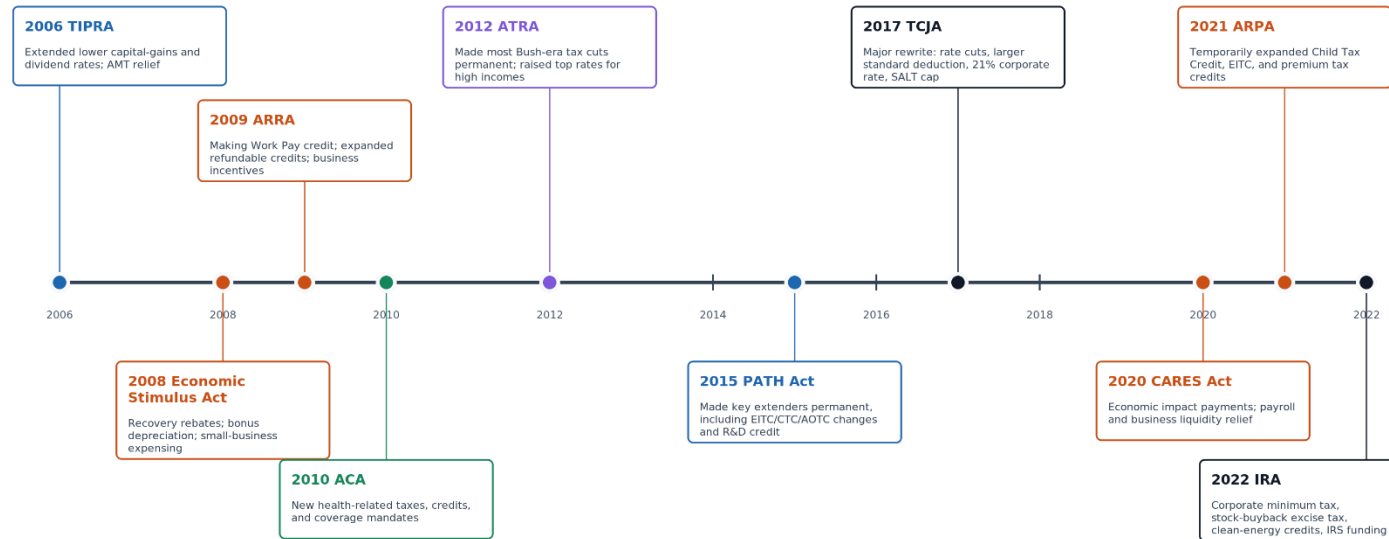 2006 TIPRA
Extended lower capital-gains and
dividend rates; AMT relief
2012 ATRA
Made most Bush-era tax cuts
permanent; raised top rates for
high incomes
2017 TCJA
Major rewrite: rate cuts, larger
standard deduction, 21% corporate
rate, SALT cap
2021 ARPA
Temporarily expanded Child Tax
Credit, EITC, and premium tax
credits
2009 ARRA
Making Work Pay credit; expanded
refundable credits; business
incentives
2006
2008
2010
2012
2014
2016
2018
2020
2022
2008 Economic
Stimulus Act
Recovery rebates; bonus
depreciation; small-business
expensing
2015 PATH Act
Made key extenders permanent,
including EITC/CTC/AOTC changes
and R&D credit
2020 CARES Act
Economic impact payments; payroll
and business liquidity relief
2010 ACA
New health-related taxes, credits,
and coverage mandates
2022 IRA
Corporate minimum tax,
stock-buyback excise tax,
clean-energy credits, IRS funding